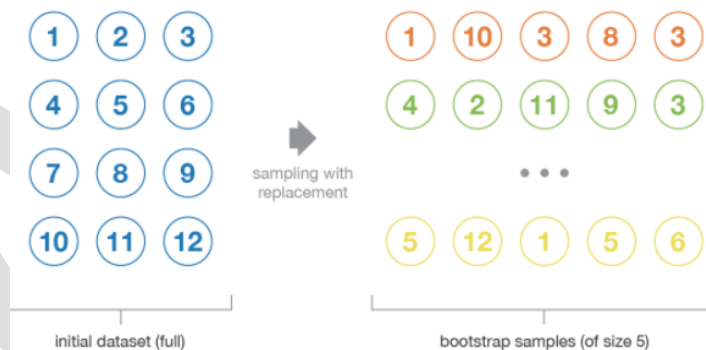 1 2 3
4 5 6
7 8 9
10 11 12
initial dataset (full)
sampling with
replacement
1 10 3 8 3
4 2 11 9 3
...
5 12 1 5 6
bootstrap samples (of size 5)